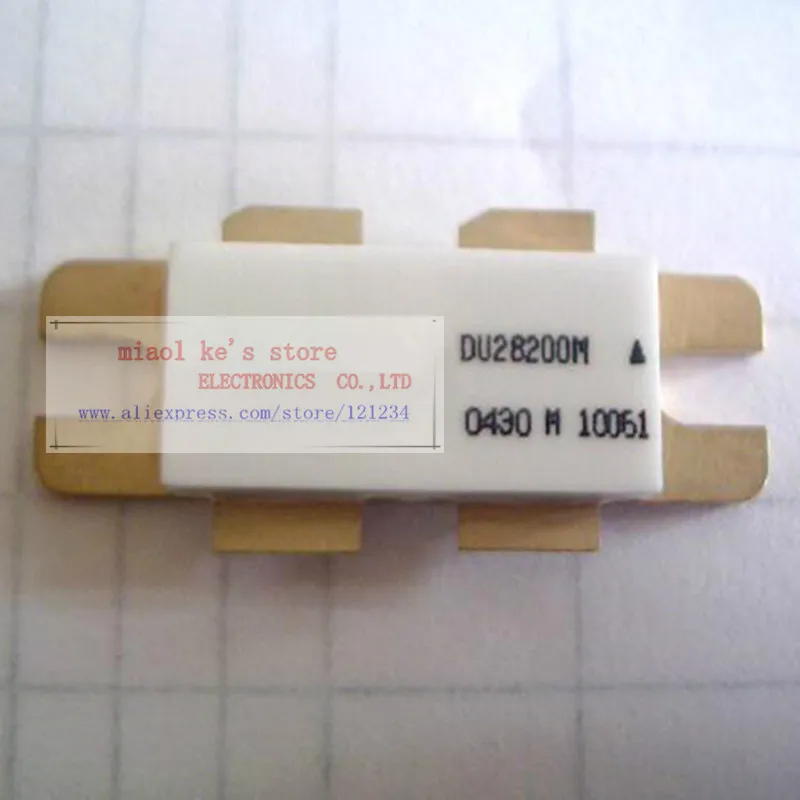 miaol ke's store
ELECTRONICS CO.,LTD
www.aliexpress.com/store/121234
DU28200M ▲
0430 M 10061